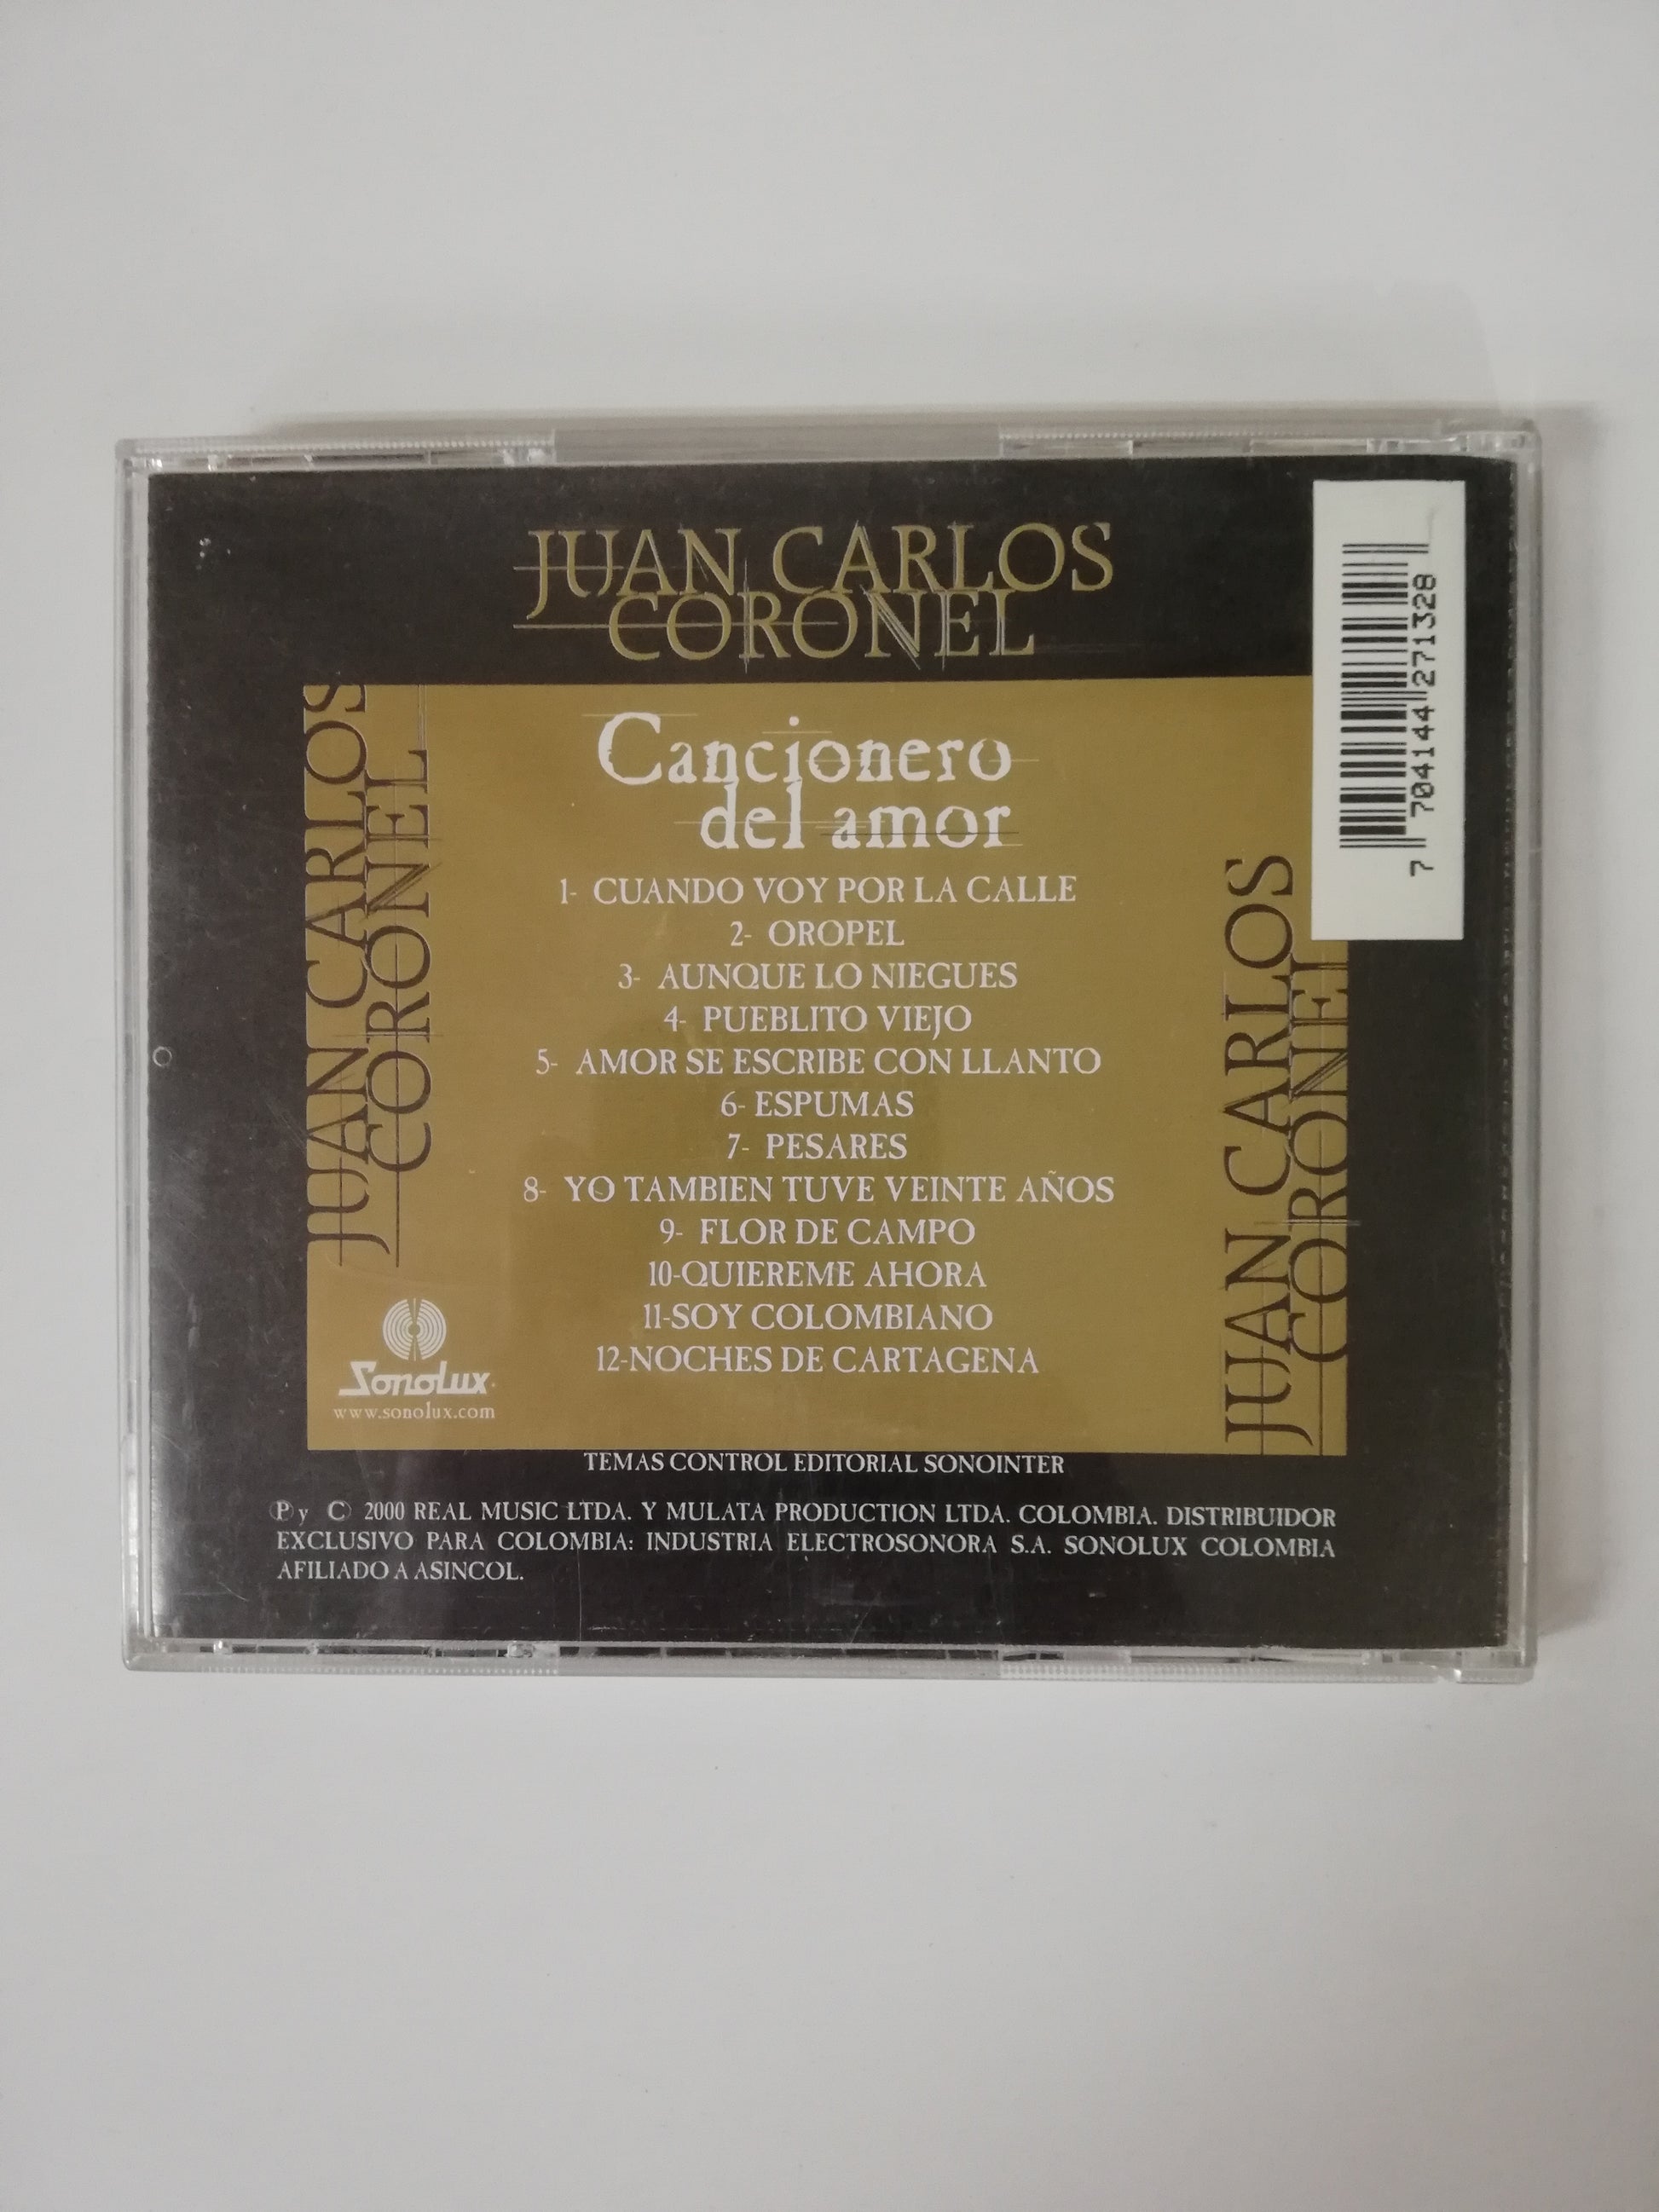 JUAN CARLOS
CORONEL
Cancionero
del amor
1- CUANDO VOY POR LA CALLE
2- OROPEL
3- AUNQUE LO NIEGUES
4- PUEBLITO VIEJO
5- AMOR SE ESCRIBE CON LLANTO
6- ESPUMAS
7- PESARES
8- YO TAMBIEN TUVE VEINTE AÑOS
9- FLOR DE CAMPO
10-QUIEREME AHORA
11-SOY COLOMBIANO
12-NOCHES DE CARTAGENA
JUAN CARLOS
CORONEL
JUAN CARLOS
CORONEL
7 704144 271328
Sonolux
www.sonolux.com
TEMAS CONTROL EDITORIAL SONOINTER
Ⓟ y © 2000 REAL MUSIC LTDA. Y MULATA PRODUCTION LTDA. COLOMBIA. DISTRIBUIDOR
EXCLUSIVO PARA COLOMBIA: INDUSTRIA ELECTROSONORA S.A. SONOLUX COLOMBIA
AFILIADO A ASINCOL.